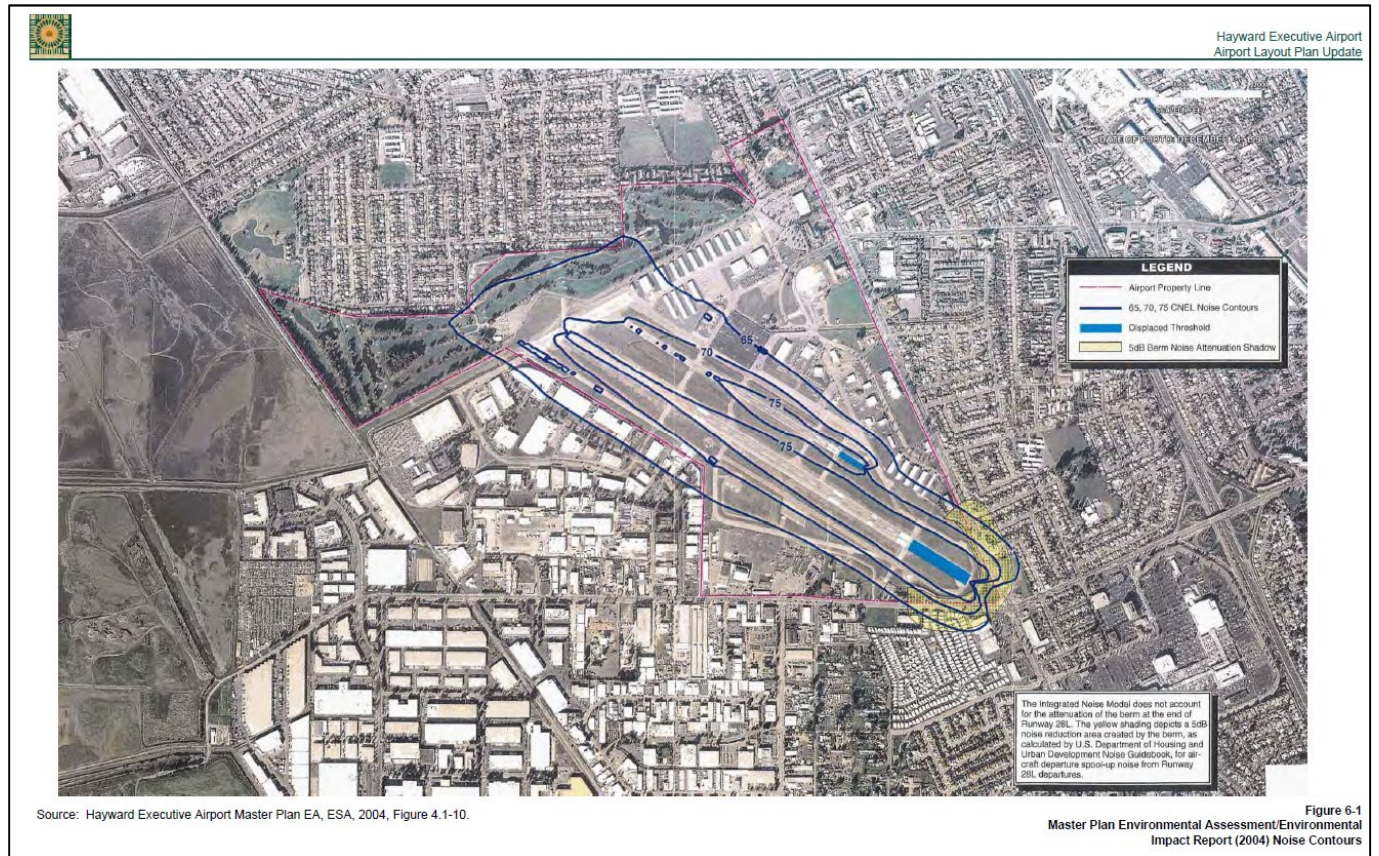 Hayward Executive Airport
Airport Layout Plan Update
LEGEND
Airport Property Line
65, 70, 75 CNEL Noise Contours
Displaced Threshold
5dB Berm Noise Attenuation Shadow
65
70
75
75
The Integrated Noise Model does not account
for the attenuation of the berm at the end of
Runway 28L. The yellow shading depicts a 5dB
noise reduction area created by the berm, as
calculated by U.S. Department of Housing and
Urban Development Noise Guidebook, for air-
craft departure spool-up noise from Runway
28L departures.
Source: Hayward Executive Airport Master Plan EA, ESA, 2004, Figure 4.1-10.
Figure 6-1
Master Plan Environmental Assessment/Environmental
Impact Report (2004) Noise Contours